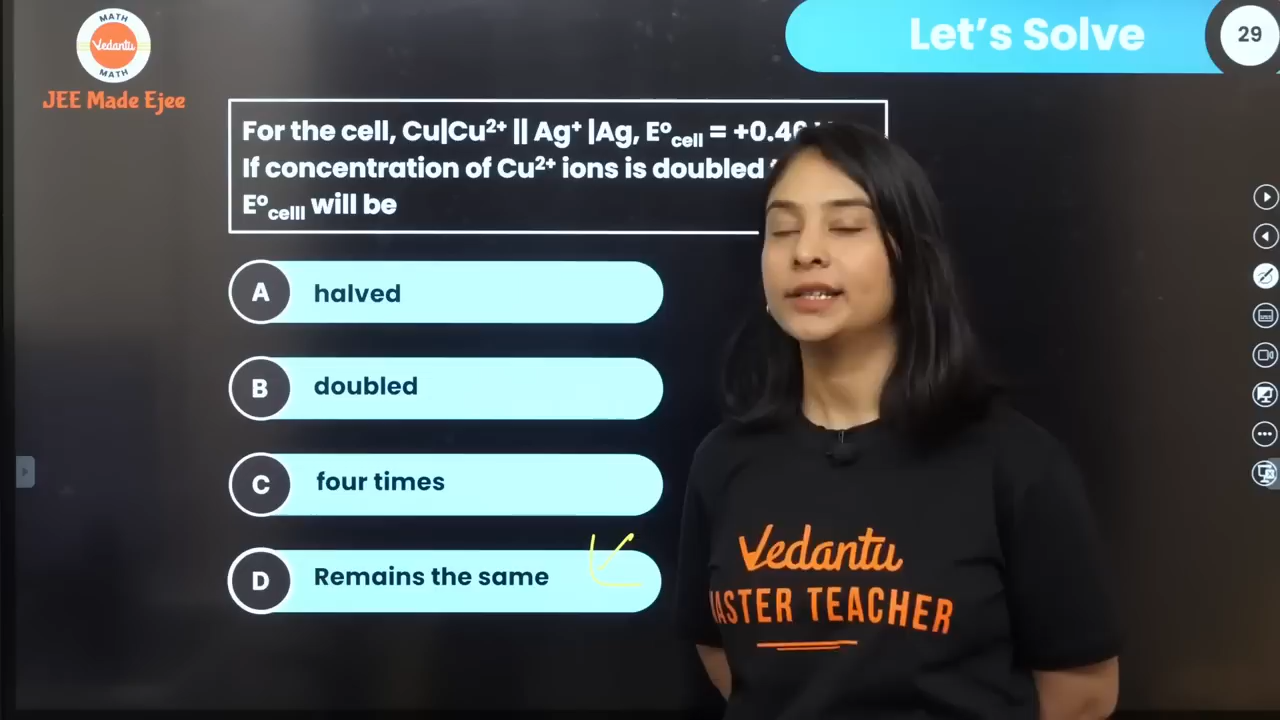 MATH
Vedantu
MATH
JEE Made Ejee
Let's Solve
29
For the cell, Cu|Cu²⁺ || Ag⁺ |Ag, E°cell = +0.46
If concentration of Cu²⁺ ions is doubled
E°celll will be
A halved
B doubled
C four times
D Remains the same
Vedantu
MASTER TEACHER